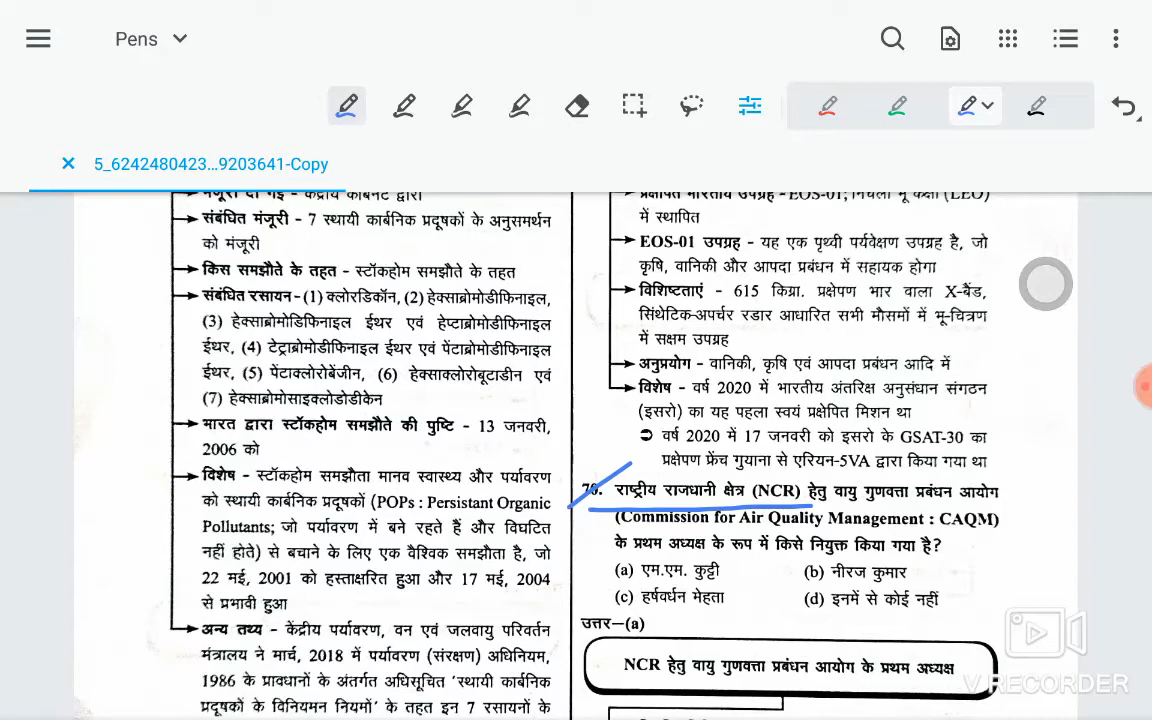 Pens
5_6242480423...9203641-Copy
मंजूरी दी गई - केंद्रीय कैबिनेट द्वारा
संबंधित मंजूरी - 7 स्थायी कार्बनिक प्रदूषकों के अनुसमर्थन
को मंजूरी
किस समझौते के तहत - स्टॉकहोम समझौते के तहत
संबंधित रसायन - (1) क्लोरडिकॉन, (2) हेक्साब्रोमोडीफिनाइल,
(3) हेक्साब्रोमोडिफिनाइल ईथर एवं हेप्टाब्रोमोडीफिनाइल
ईथर, (4) टेट्राब्रोमोडीफिनाइल ईथर एवं पेंटाब्रोमोडीफिनाइल
ईथर, (5) पेंटाक्लोरोबेंजीन, (6) हेक्साक्लोरोबूटाडीन एवं
(7) हेक्साब्रोमोसाइक्लोडोडीकेन
भारत द्वारा स्टॉकहोम समझौते की पुष्टि - 13 जनवरी,
2006 को
विशेष - स्टॉकहोम समझौता मानव स्वास्थ्य और पर्यावरण
को स्थायी कार्बनिक प्रदूषकों (POPs : Persistant Organic
Pollutants; जो पर्यावरण में बने रहते हैं और विघटित
नहीं होते) से बचाने के लिए एक वैश्विक समझौता है, जो
22 मई, 2001 को हस्ताक्षरित हुआ और 17 मई, 2004
से प्रभावी हुआ
अन्य तथ्य - केंद्रीय पर्यावरण, वन एवं जलवायु परिवर्तन
मंत्रालय ने मार्च, 2018 में पर्यावरण (संरक्षण) अधिनियम,
1986 के प्रावधानों के अंतर्गत अधिसूचित 'स्थायी कार्बनिक
प्रदूषकों के विनियमन नियमों' के तहत इन 7 रसायनों के
प्रक्षेपित भारतीय उपग्रह - EOS-01; निचली भू कक्षा (LEO)
में स्थापित
EOS-01 उपग्रह - यह एक पृथ्वी पर्यवेक्षण उपग्रह है, जो
कृषि, वानिकी और आपदा प्रबंधन में सहायक होगा
विशिष्टताएं - 615 किग्रा. प्रक्षेपण भार वाला X-बैंड,
सिंथेटिक-अपर्चर रडार आधारित सभी मौसमों में भू-चित्रण
में सक्षम उपग्रह
अनुप्रयोग - वानिकी, कृषि एवं आपदा प्रबंधन आदि में
विशेष - वर्ष 2020 में भारतीय अंतरिक्ष अनुसंधान संगठन
(इसरो) का यह पहला स्वयं प्रक्षेपित मिशन था
वर्ष 2020 में 17 जनवरी को इसरो के GSAT-30 का
प्रक्षेपण फ्रेंच गुयाना से एरियन-5VA द्वारा किया गया था
राष्ट्रीय राजधानी क्षेत्र (NCR) हेतु वायु गुणवत्ता प्रबंधन आयोग
(Commission for Air Quality Management : CAQM)
के प्रथम अध्यक्ष के रूप में किसे नियुक्त किया गया है?
(a) एम.एम. कुट्टी (b) नीरज कुमार
(c) हर्षवर्धन मेहता (d) इनमें से कोई नहीं
उत्तर–(a)
NCR हेतु वायु गुणवत्ता प्रबंधन आयोग के प्रथम अध्यक्ष
V RECORDER